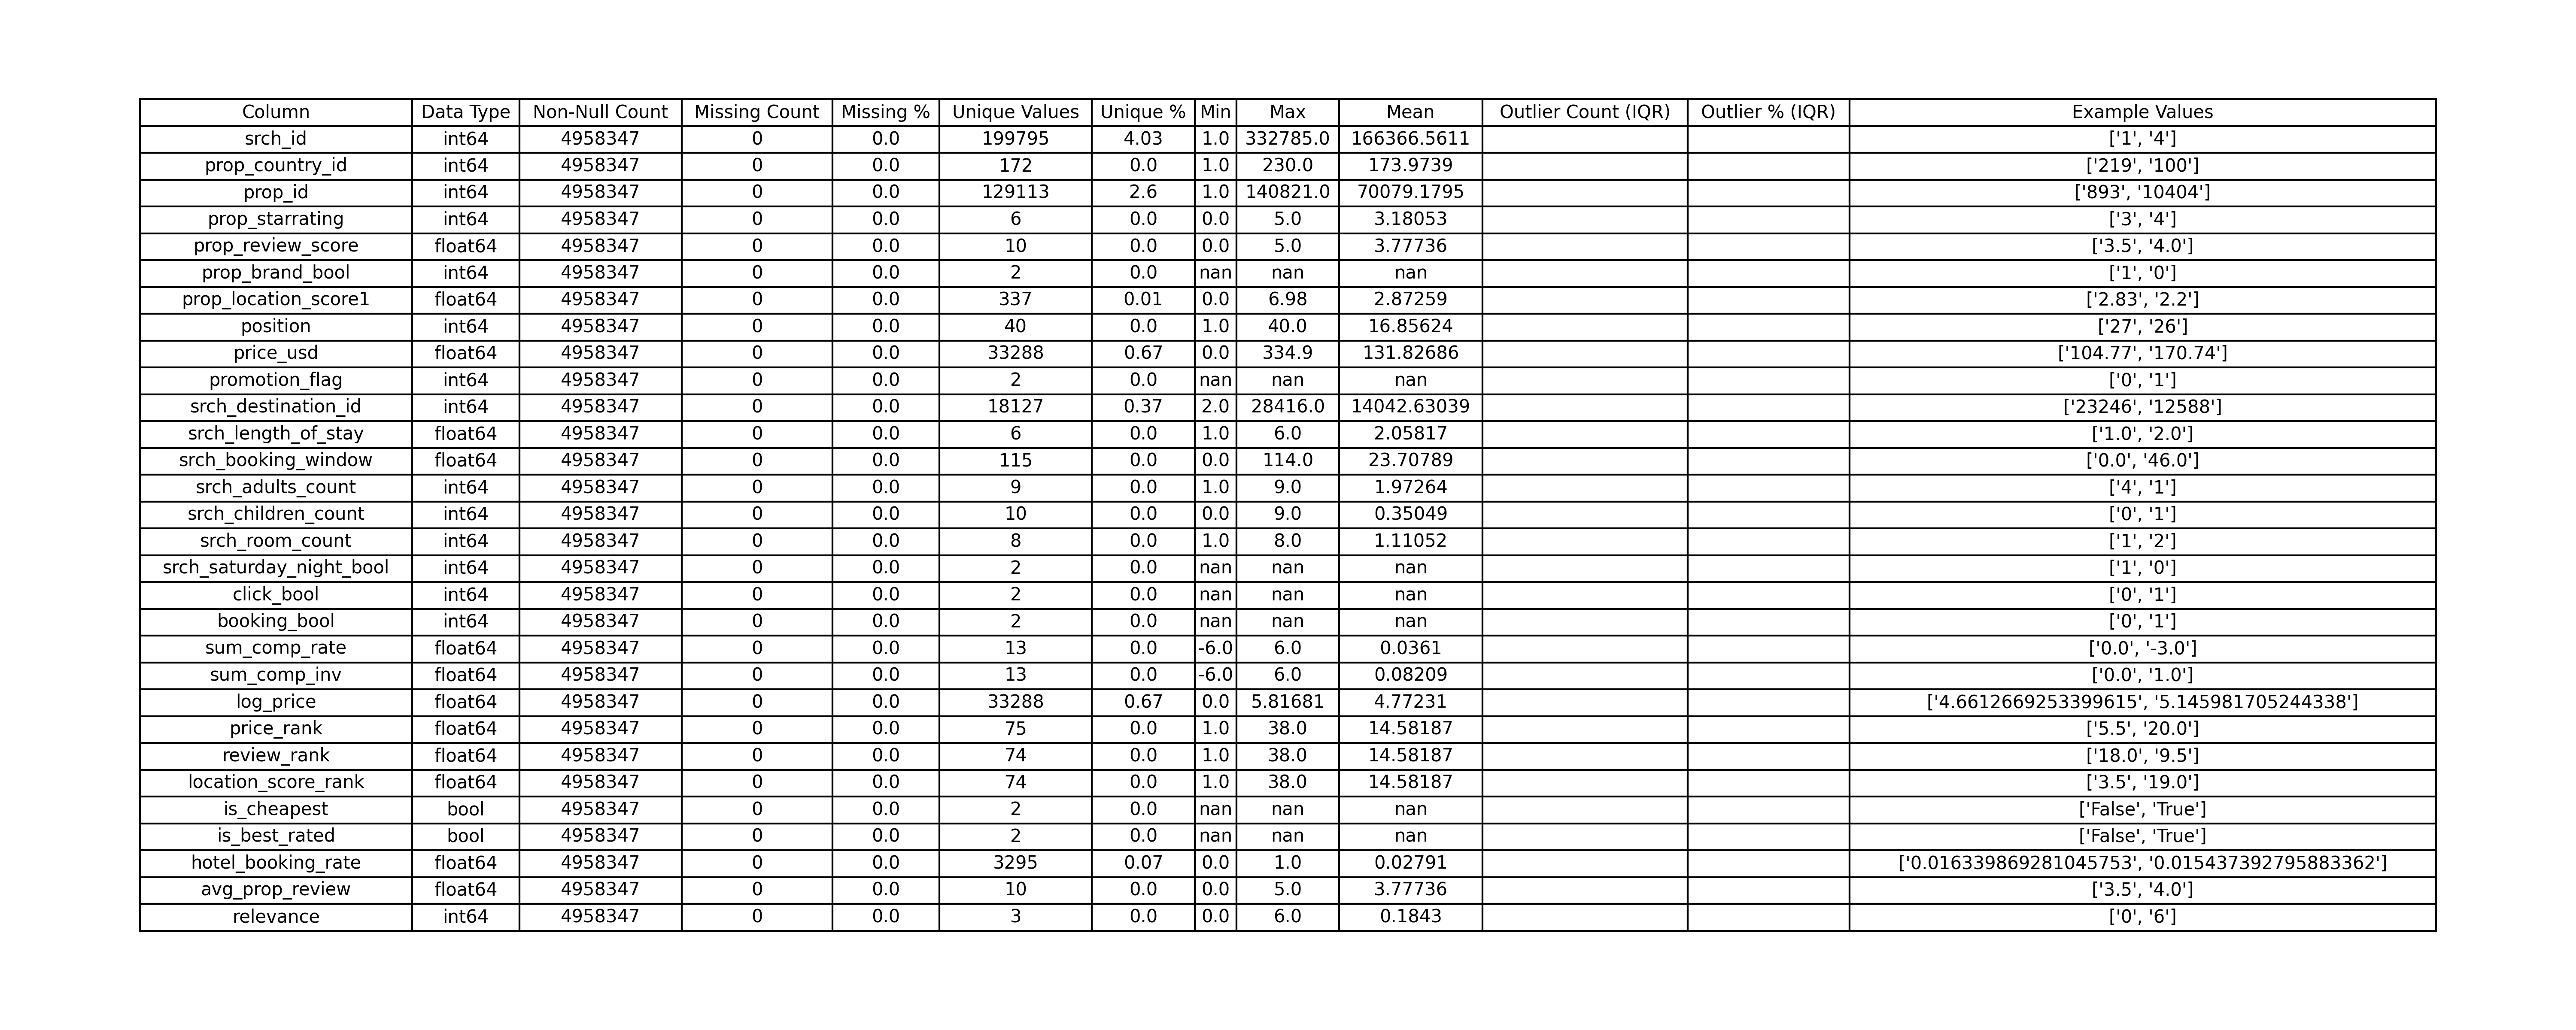 Column Data Type Non-Null Count Missing Count Missing % Unique Values Unique % Min Max Mean Outlier Count (IQR) Outlier % (IQR) Example Values
srch_id int64 4958347 0 0.0 199795 4.03 1.0 332785.0 166366.5611 ['1', '4']
prop_country_id int64 4958347 0 0.0 172 0.0 1.0 230.0 173.9739 ['219', '100']
prop_id int64 4958347 0 0.0 129113 2.6 1.0 140821.0 70079.1795 ['893', '10404']
prop_starrating int64 4958347 0 0.0 6 0.0 0.0 5.0 3.18053 ['3', '4']
prop_review_score float64 4958347 0 0.0 10 0.0 0.0 5.0 3.77736 ['3.5', '4.0']
prop_brand_bool int64 4958347 0 0.0 2 0.0 nan nan nan ['1', '0']
prop_location_score1 float64 4958347 0 0.0 337 0.01 0.0 6.98 2.87259 ['2.83', '2.2']
position int64 4958347 0 0.0 40 0.0 1.0 40.0 16.85624 ['27', '26']
price_usd float64 4958347 0 0.0 33288 0.67 0.0 334.9 131.82686 ['104.77', '170.74']
promotion_flag int64 4958347 0 0.0 2 0.0 nan nan nan ['0', '1']
srch_destination_id int64 4958347 0 0.0 18127 0.37 2.0 28416.0 14042.63039 ['23246', '12588']
srch_length_of_stay float64 4958347 0 0.0 6 0.0 1.0 6.0 2.05817 ['1.0', '2.0']
srch_booking_window float64 4958347 0 0.0 115 0.0 0.0 114.0 23.70789 ['0.0', '46.0']
srch_adults_count int64 4958347 0 0.0 9 0.0 1.0 9.0 1.97264 ['4', '1']
srch_children_count int64 4958347 0 0.0 10 0.0 0.0 9.0 0.35049 ['0', '1']
srch_room_count int64 4958347 0 0.0 8 0.0 1.0 8.0 1.11052 ['1', '2']
srch_saturday_night_bool int64 4958347 0 0.0 2 0.0 nan nan nan ['1', '0']
click_bool int64 4958347 0 0.0 2 0.0 nan nan nan ['0', '1']
booking_bool int64 4958347 0 0.0 2 0.0 nan nan nan ['0', '1']
sum_comp_rate float64 4958347 0 0.0 13 0.0 -6.0 6.0 0.0361 ['0.0', '-3.0']
sum_comp_inv float64 4958347 0 0.0 13 0.0 -6.0 6.0 0.08209 ['0.0', '1.0']
log_price float64 4958347 0 0.0 33288 0.67 0.0 5.81681 4.77231 ['4.6612669253399615', '5.145981705244338']
price_rank float64 4958347 0 0.0 75 0.0 1.0 38.0 14.58187 ['5.5', '20.0']
review_rank float64 4958347 0 0.0 74 0.0 1.0 38.0 14.58187 ['18.0', '9.5']
location_score_rank float64 4958347 0 0.0 74 0.0 1.0 38.0 14.58187 ['3.5', '19.0']
is_cheapest bool 4958347 0 0.0 2 0.0 nan nan nan ['False', 'True']
is_best_rated bool 4958347 0 0.0 2 0.0 nan nan nan ['False', 'True']
hotel_booking_rate float64 4958347 0 0.0 3295 0.07 0.0 1.0 0.02791 ['0.016339869281045753', '0.015437392795883362']
avg_prop_review float64 4958347 0 0.0 10 0.0 0.0 5.0 3.77736 ['3.5', '4.0']
relevance int64 4958347 0 0.0 3 0.0 0.0 6.0 0.1843 ['0', '6']